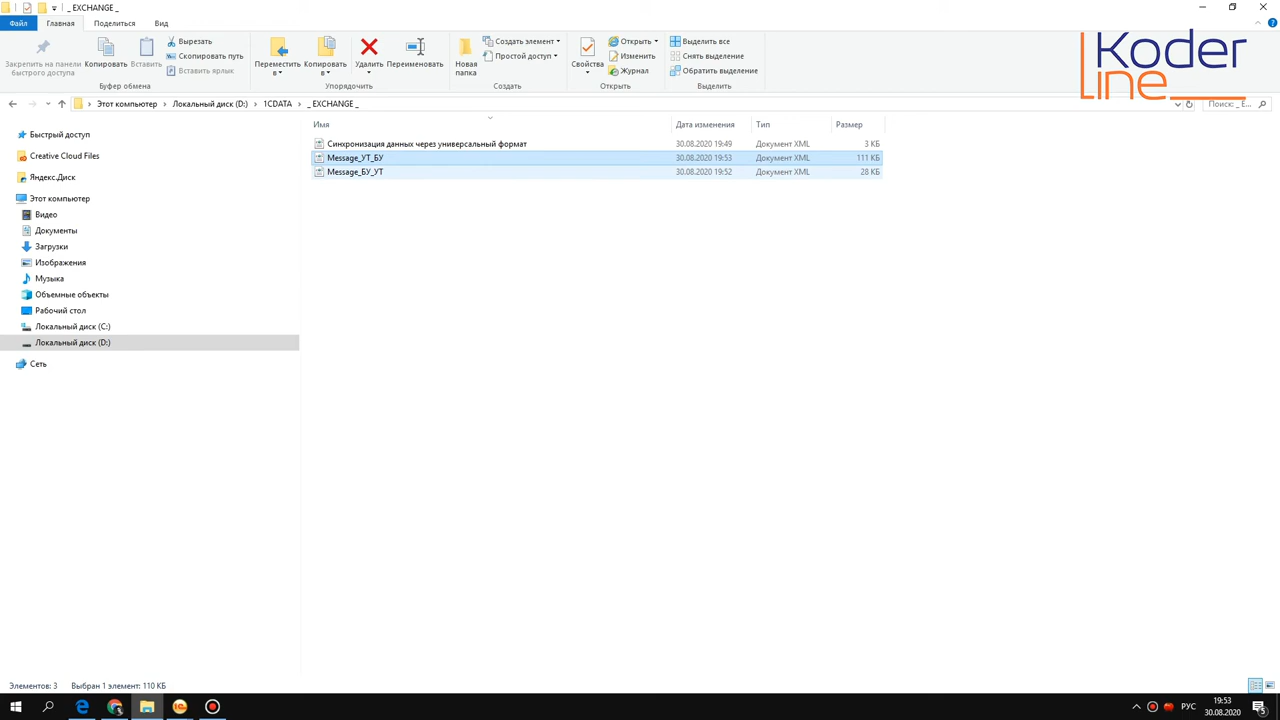 _ EXCHANGE _
Файл Главная Поделиться Вид
Закрепить на панели быстрого доступа
Копировать
Вставить
Вырезать
Скопировать путь
Вставить ярлык
Буфер обмена
Переместить в
Копировать в
Удалить
Переименовать
Упорядочить
Новая папка
Создать элемент
Простой доступ
Создать
Свойства
Открыть
Изменить
Журнал
Открыть
Выделить все
Снять выделение
Обратить выделение
Выделить
Koder
Line
Этот компьютер Локальный диск (D:) 1CDATA _ EXCHANGE _
Поиск: _ E...
Имя Дата изменения Тип Размер
Синхронизация данных через универсальный формат 30.08.2020 19:49 Документ XML 3 КБ
Message_УТ_БУ 30.08.2020 19:53 Документ XML 111 КБ
Message_БУ_УТ 30.08.2020 19:52 Документ XML 28 КБ
Быстрый доступ
Creative Cloud Files
Яндекс.Диск
Этот компьютер
Видео
Документы
Загрузки
Изображения
Музыка
Объемные объекты
Рабочий стол
Локальный диск (C:)
Локальный диск (D:)
Сеть
Элементов: 3 Выбран 1 элемент: 110 КБ
РУС
19:53
30.08.2020
5